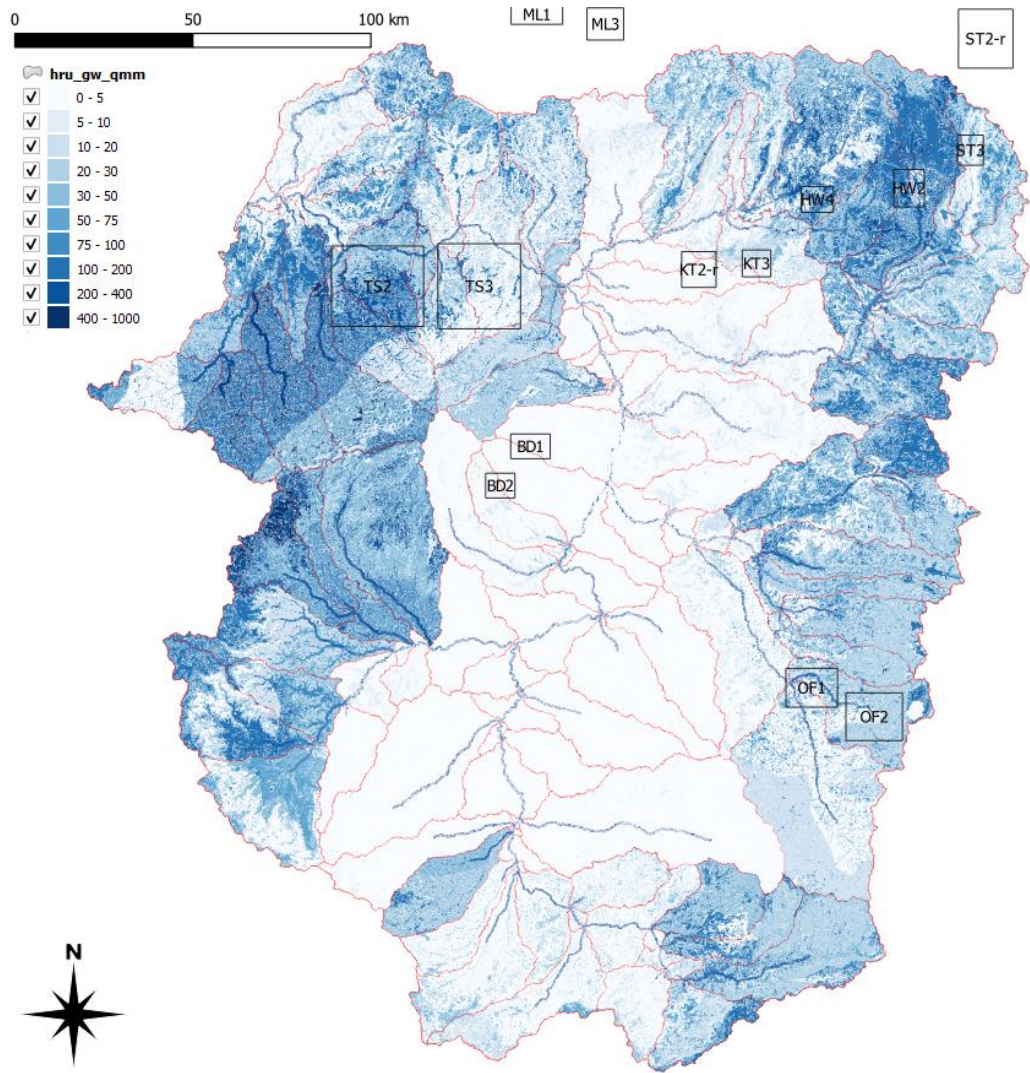 0 50 100 km
ML1
ML3
ST2-r
hru_gw_qmm
0 - 5
5 - 10
10 - 20
20 - 30
30 - 50
50 - 75
75 - 100
100 - 200
200 - 400
400 - 1000
ST3
HW2
HW4
KT2-r
KT3
TS2
TS3
BD1
BD2
OF1
OF2
N